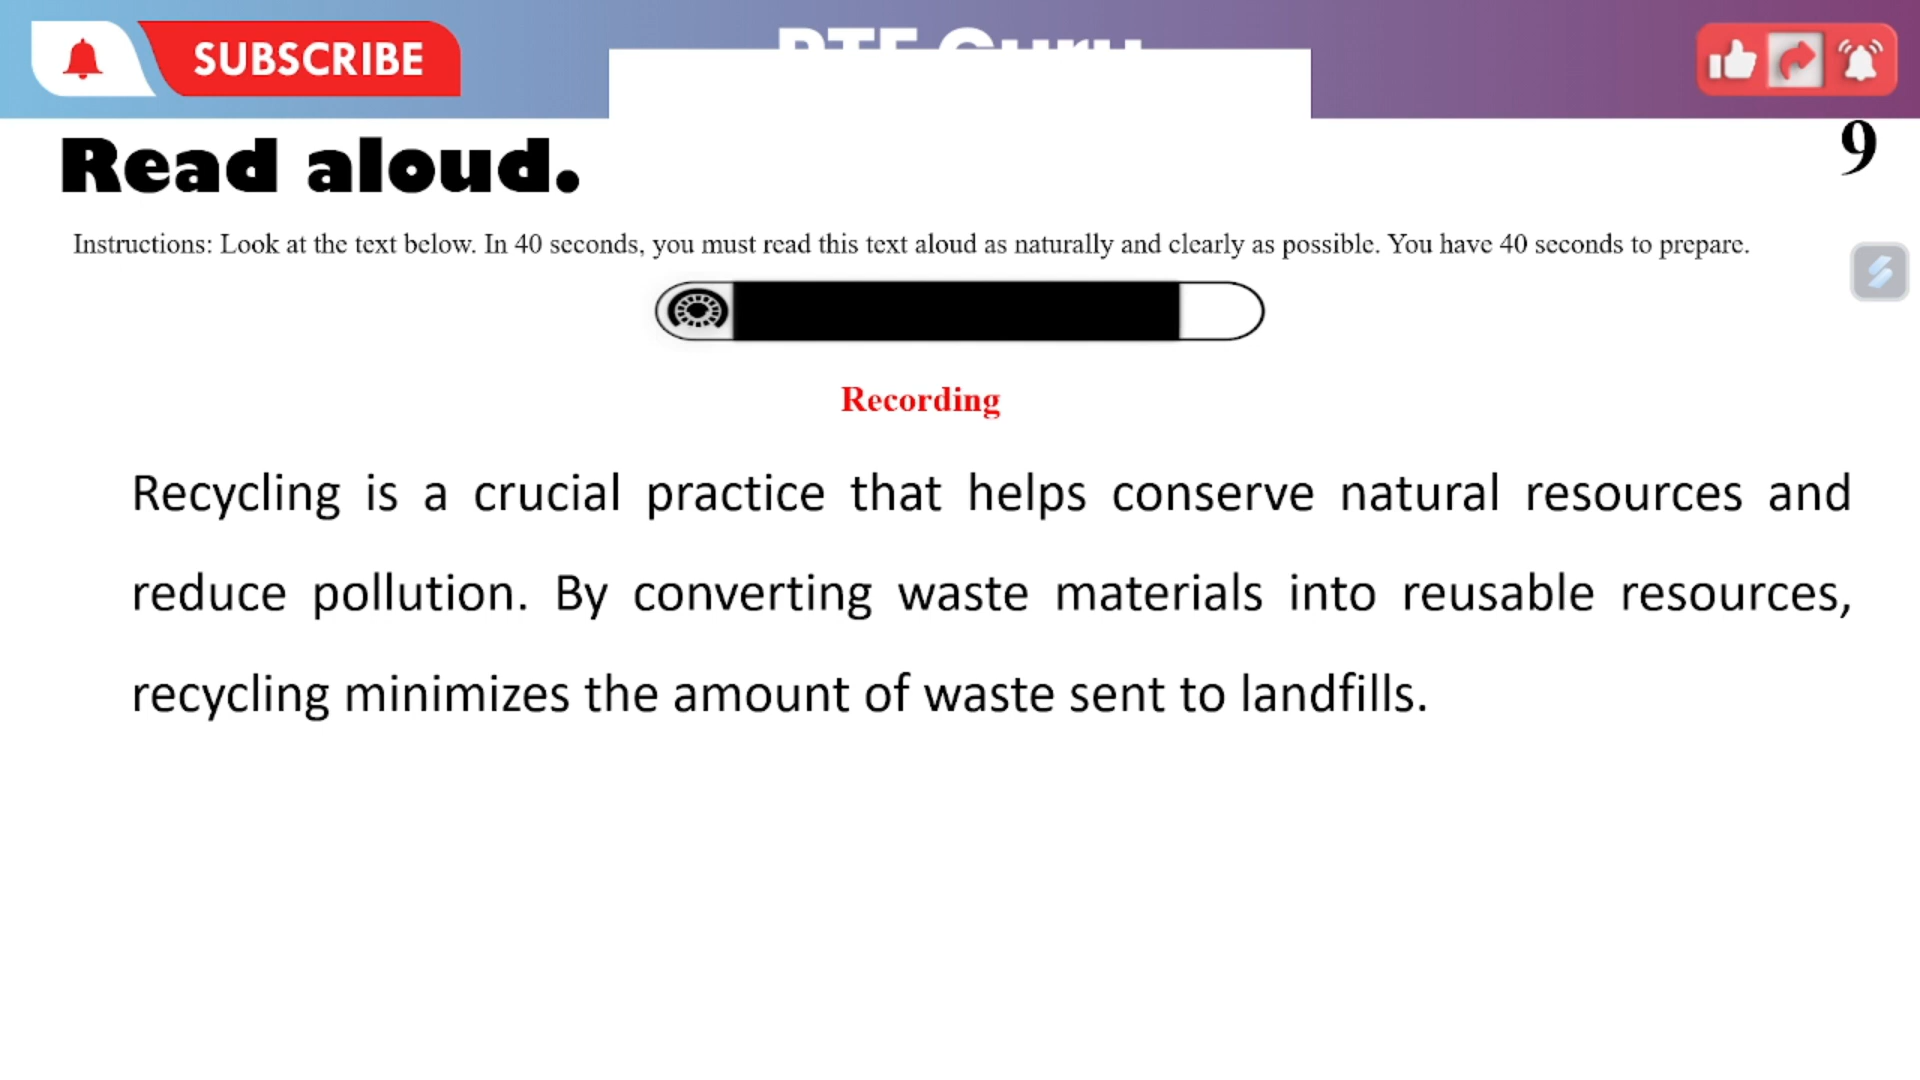 SUBSCRIBE
Read aloud.
9
Instructions: Look at the text below. In 40 seconds, you must read this text aloud as naturally and clearly as possible. You have 40 seconds to prepare.
Recording
Recycling is a crucial practice that helps conserve natural resources and
reduce pollution. By converting waste materials into reusable resources,
recycling minimizes the amount of waste sent to landfills.